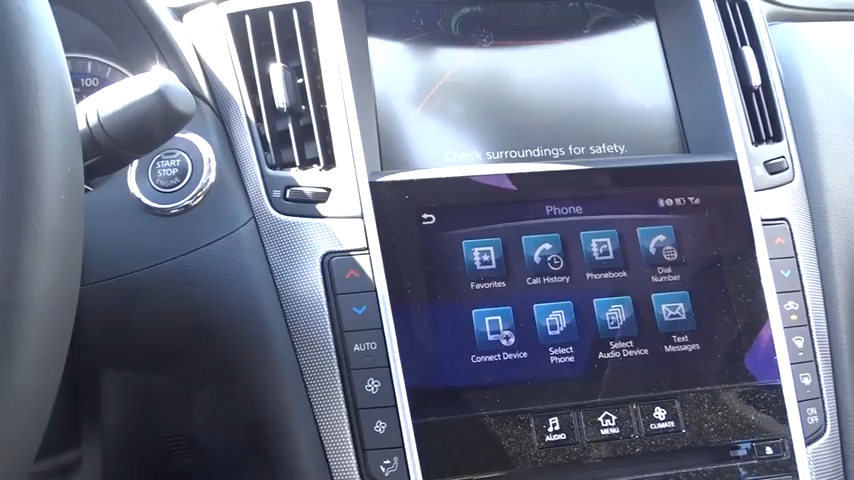 100
START
STOP
ENGINE
Check surroundings for safety.
Phone
Favorites
Call History
Phonebook
Dial
Number
Connect Device
Select
Phone
Select
Audio Device
Text
Messages
AUTO
ON
OFF
AUDIO
MENU
CLIMATE